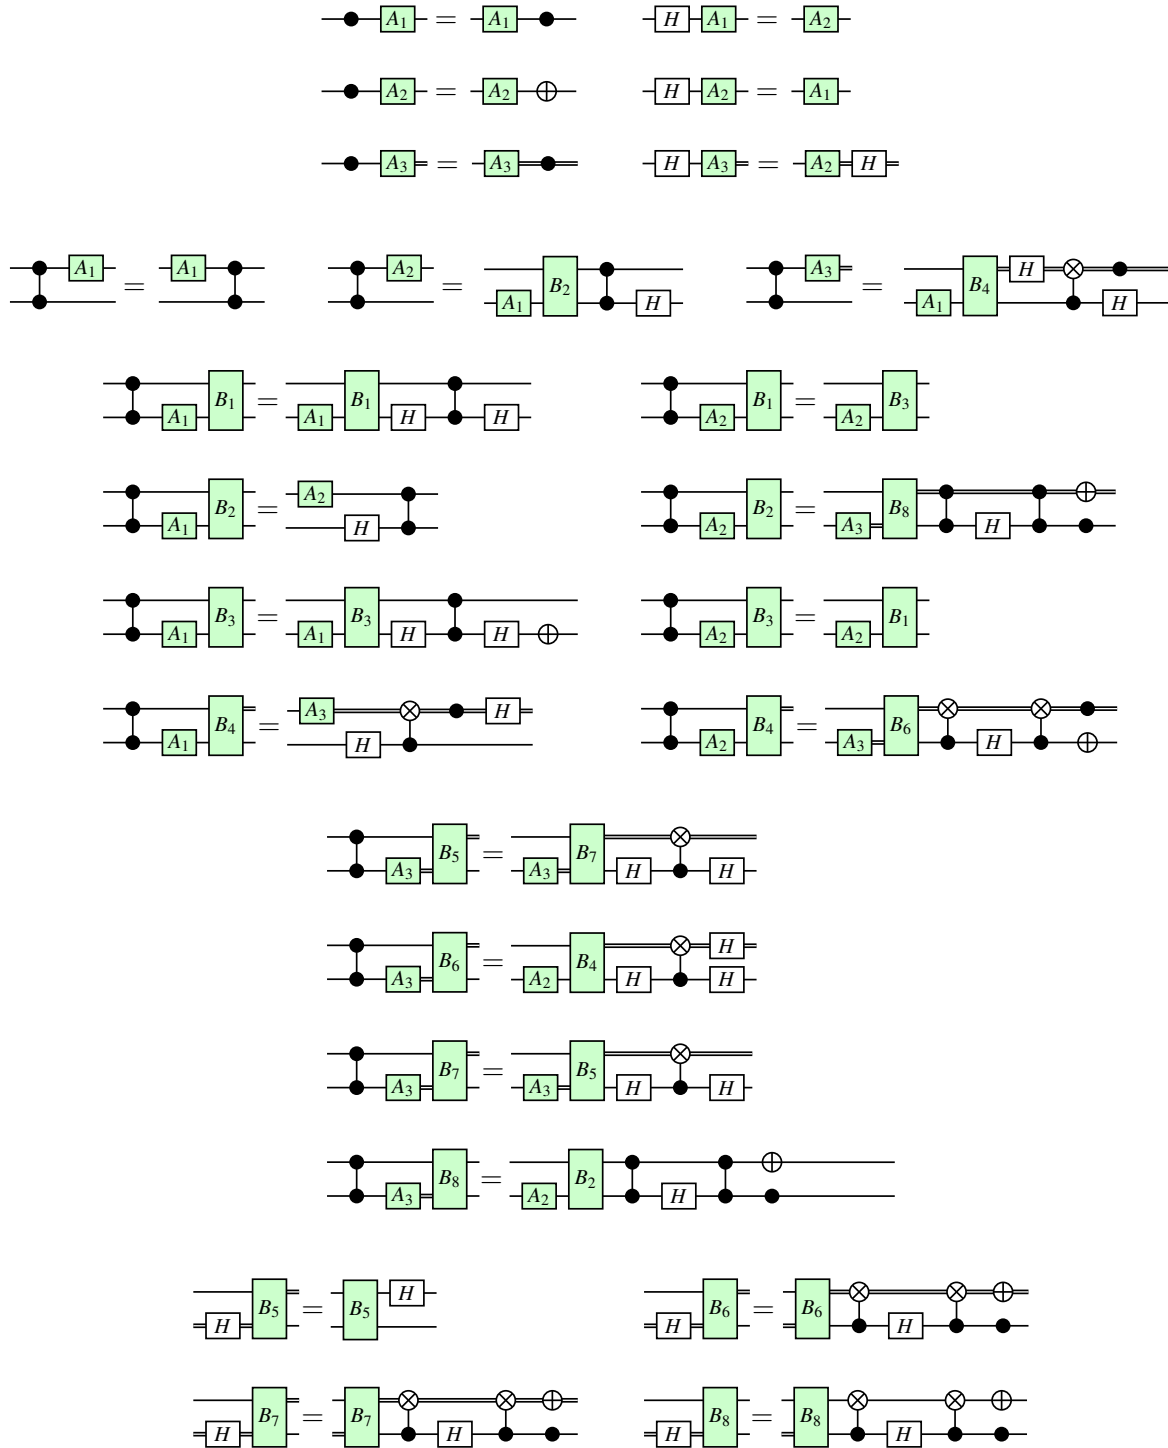 A1 = A1 H A1 = A2
A2 = A2 H A2 = A1
A3 = A3 H A3 = A2 H
A1 = A1 A2 = A1 B2 H A3 = A1 B4 H H
A1 B1 = A1 B1 H H A2 B1 = A2 B3
A1 B2 = A2 H A2 B2 = A3 B8 H
A1 B3 = A1 B3 H H A2 B3 = A2 B1
A1 B4 = A3 H H A2 B4 = A3 B6 H
A3 B5 = A3 B7 H H
A3 B6 = A2 B4 H H H
A3 B7 = A3 B5 H H
A3 B8 = A2 B2 H
H B5 = B5 H H B6 = B6 H
H B7 = B7 H H B8 = B8 H